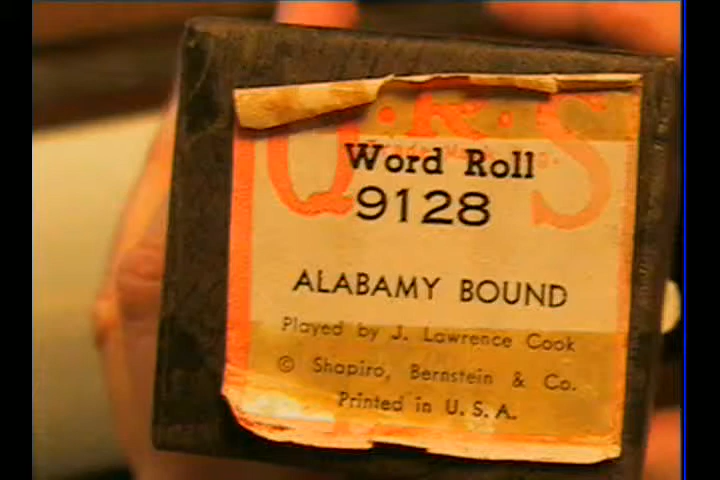 Q.R.S
Word Roll
9128
ALABAMY BOUND
Played by J. Lawrence Cook
© Shapiro, Bernstein & Co.
Printed in U. S. A.